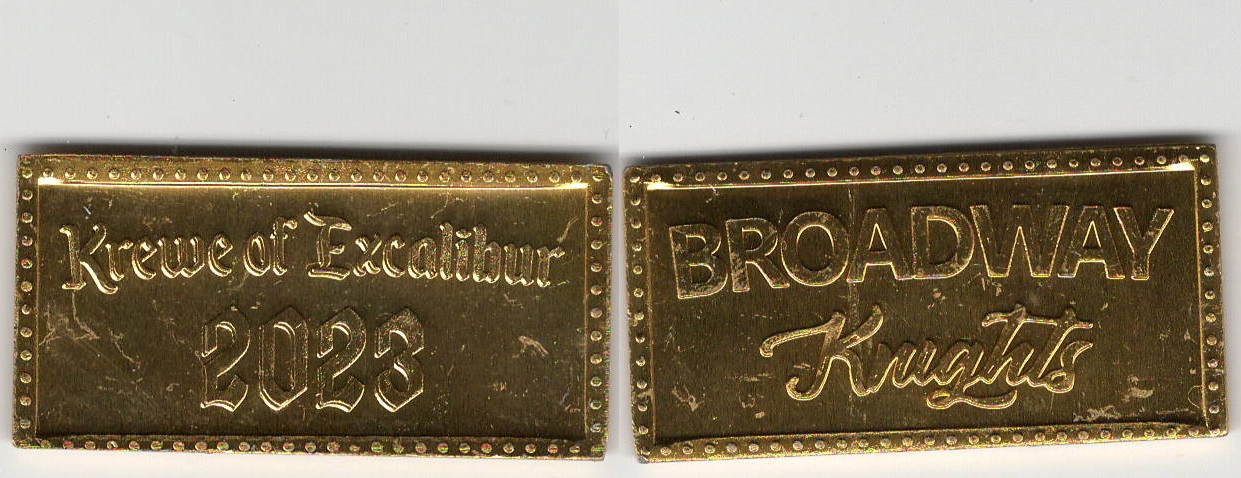 Krewe of Excalibur
2023
BROADWAY
Knights